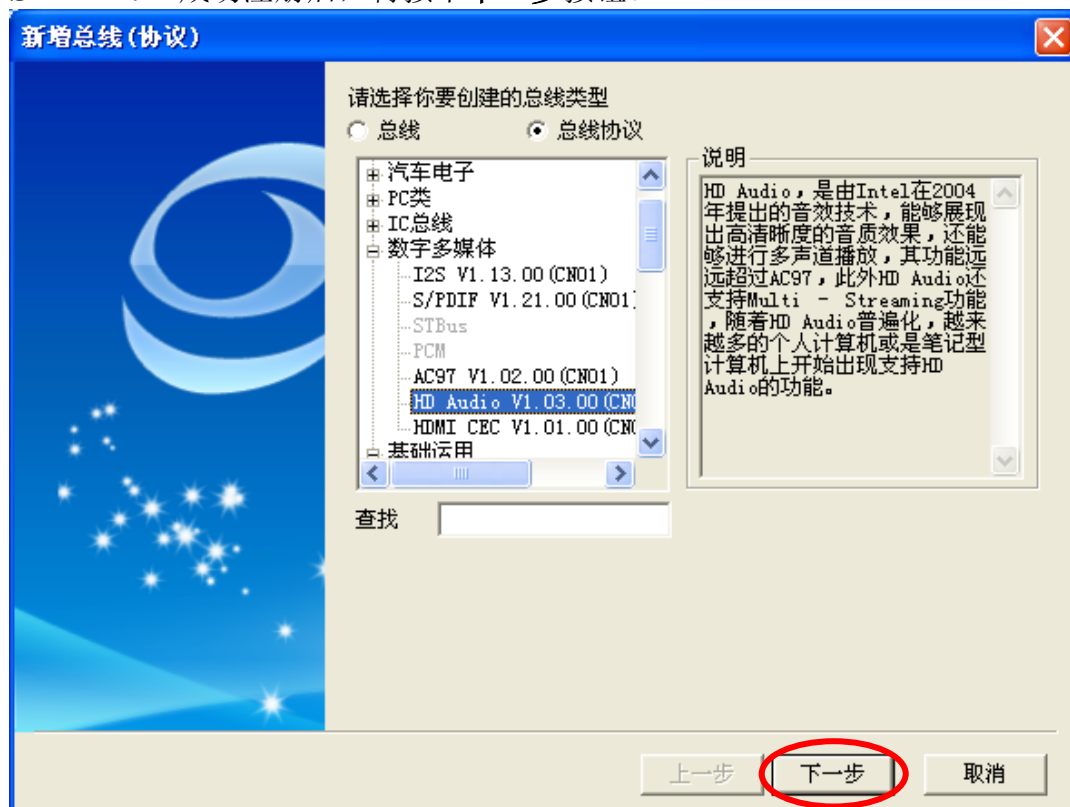 新增总线(协议)
请选择你要创建的总线类型
总线 总线协议
汽车电子
PC类
IC总线
数字多媒体
I2S V1.13.00(CN01)
S/PDIF V1.21.00(CN01)
STBus
PCM
AC97 V1.02.00(CN01)
HD Audio V1.03.00(CN
HDMI CEC V1.01.00(CN
基础运用
说明
HD Audio，是由Intel在2004
年提出的音效技术，能够展现
出高清晰度的音质效果，还能
够进行多声道播放，其功能远
远超过AC97，此外HD Audio还
支持Multi - Streaming功能
，随着HD Audio普遍化，越来
越多的个人计算机或是笔记型
计算机上开始出现支持HD
Audio的功能。
查找
上一步 下一步 取消